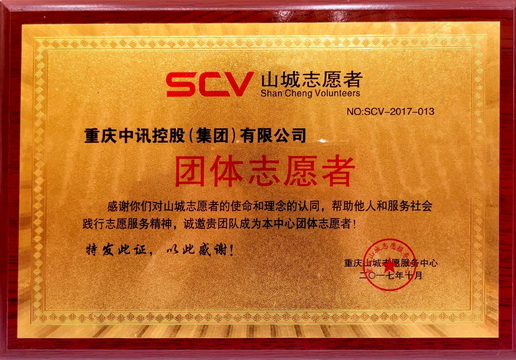 SCV 山城志愿者
Shan Cheng Volunteers
NO:SCV-2017-013
重庆中讯控股(集团)有限公司
团体志愿者
感谢你们对山城志愿者的使命和理念的认同，帮助他人和服务社会
践行志愿服务精神，诚邀贵团队成为本中心团体志愿者!
特发此证，以此感谢!
重庆山城志愿服务中心
二〇一七年十月